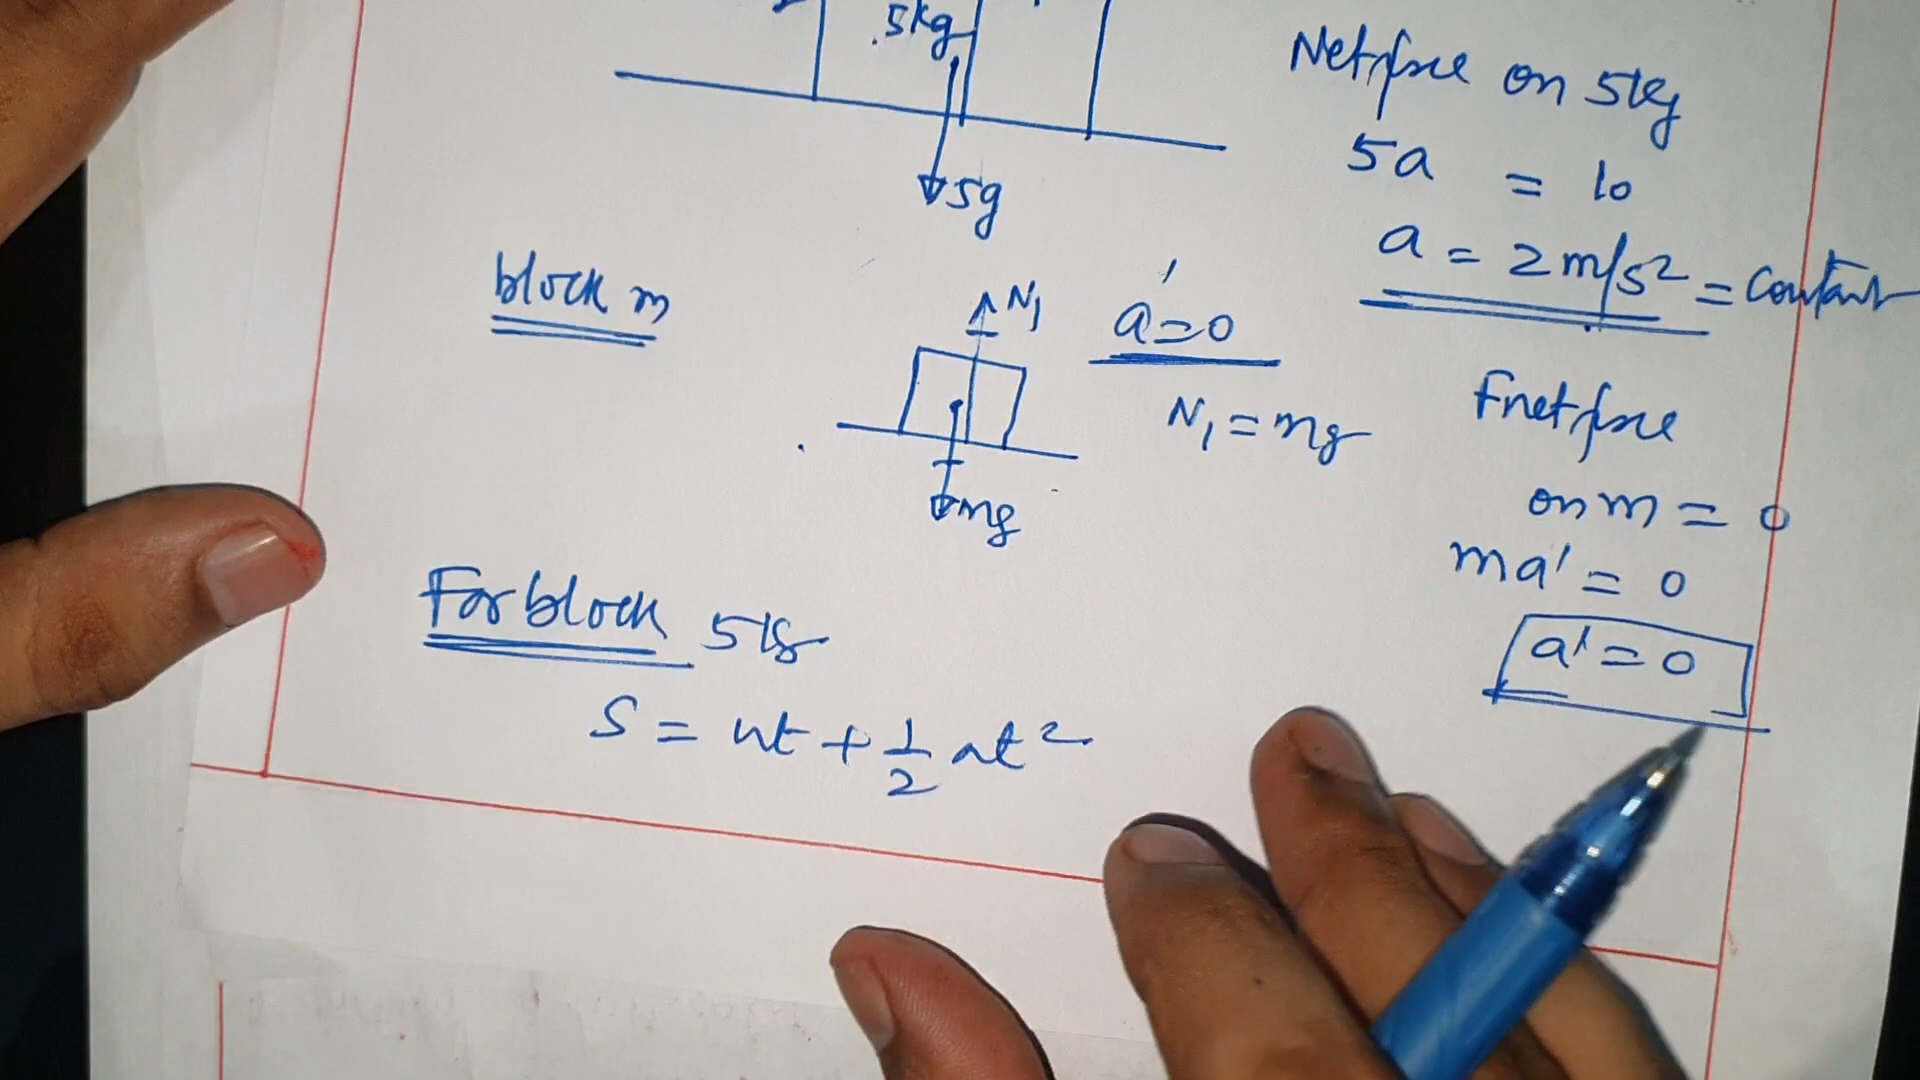 .5kg
5g
Net force on 5kg
5a = 10
a = 2 m/s² = Constant
block m
N₁
a'=0
N₁ = mg
mg
Fnet force
on m = 0
ma' = 0
a' = 0
For block 5kg
S = ut + 1/2 at²